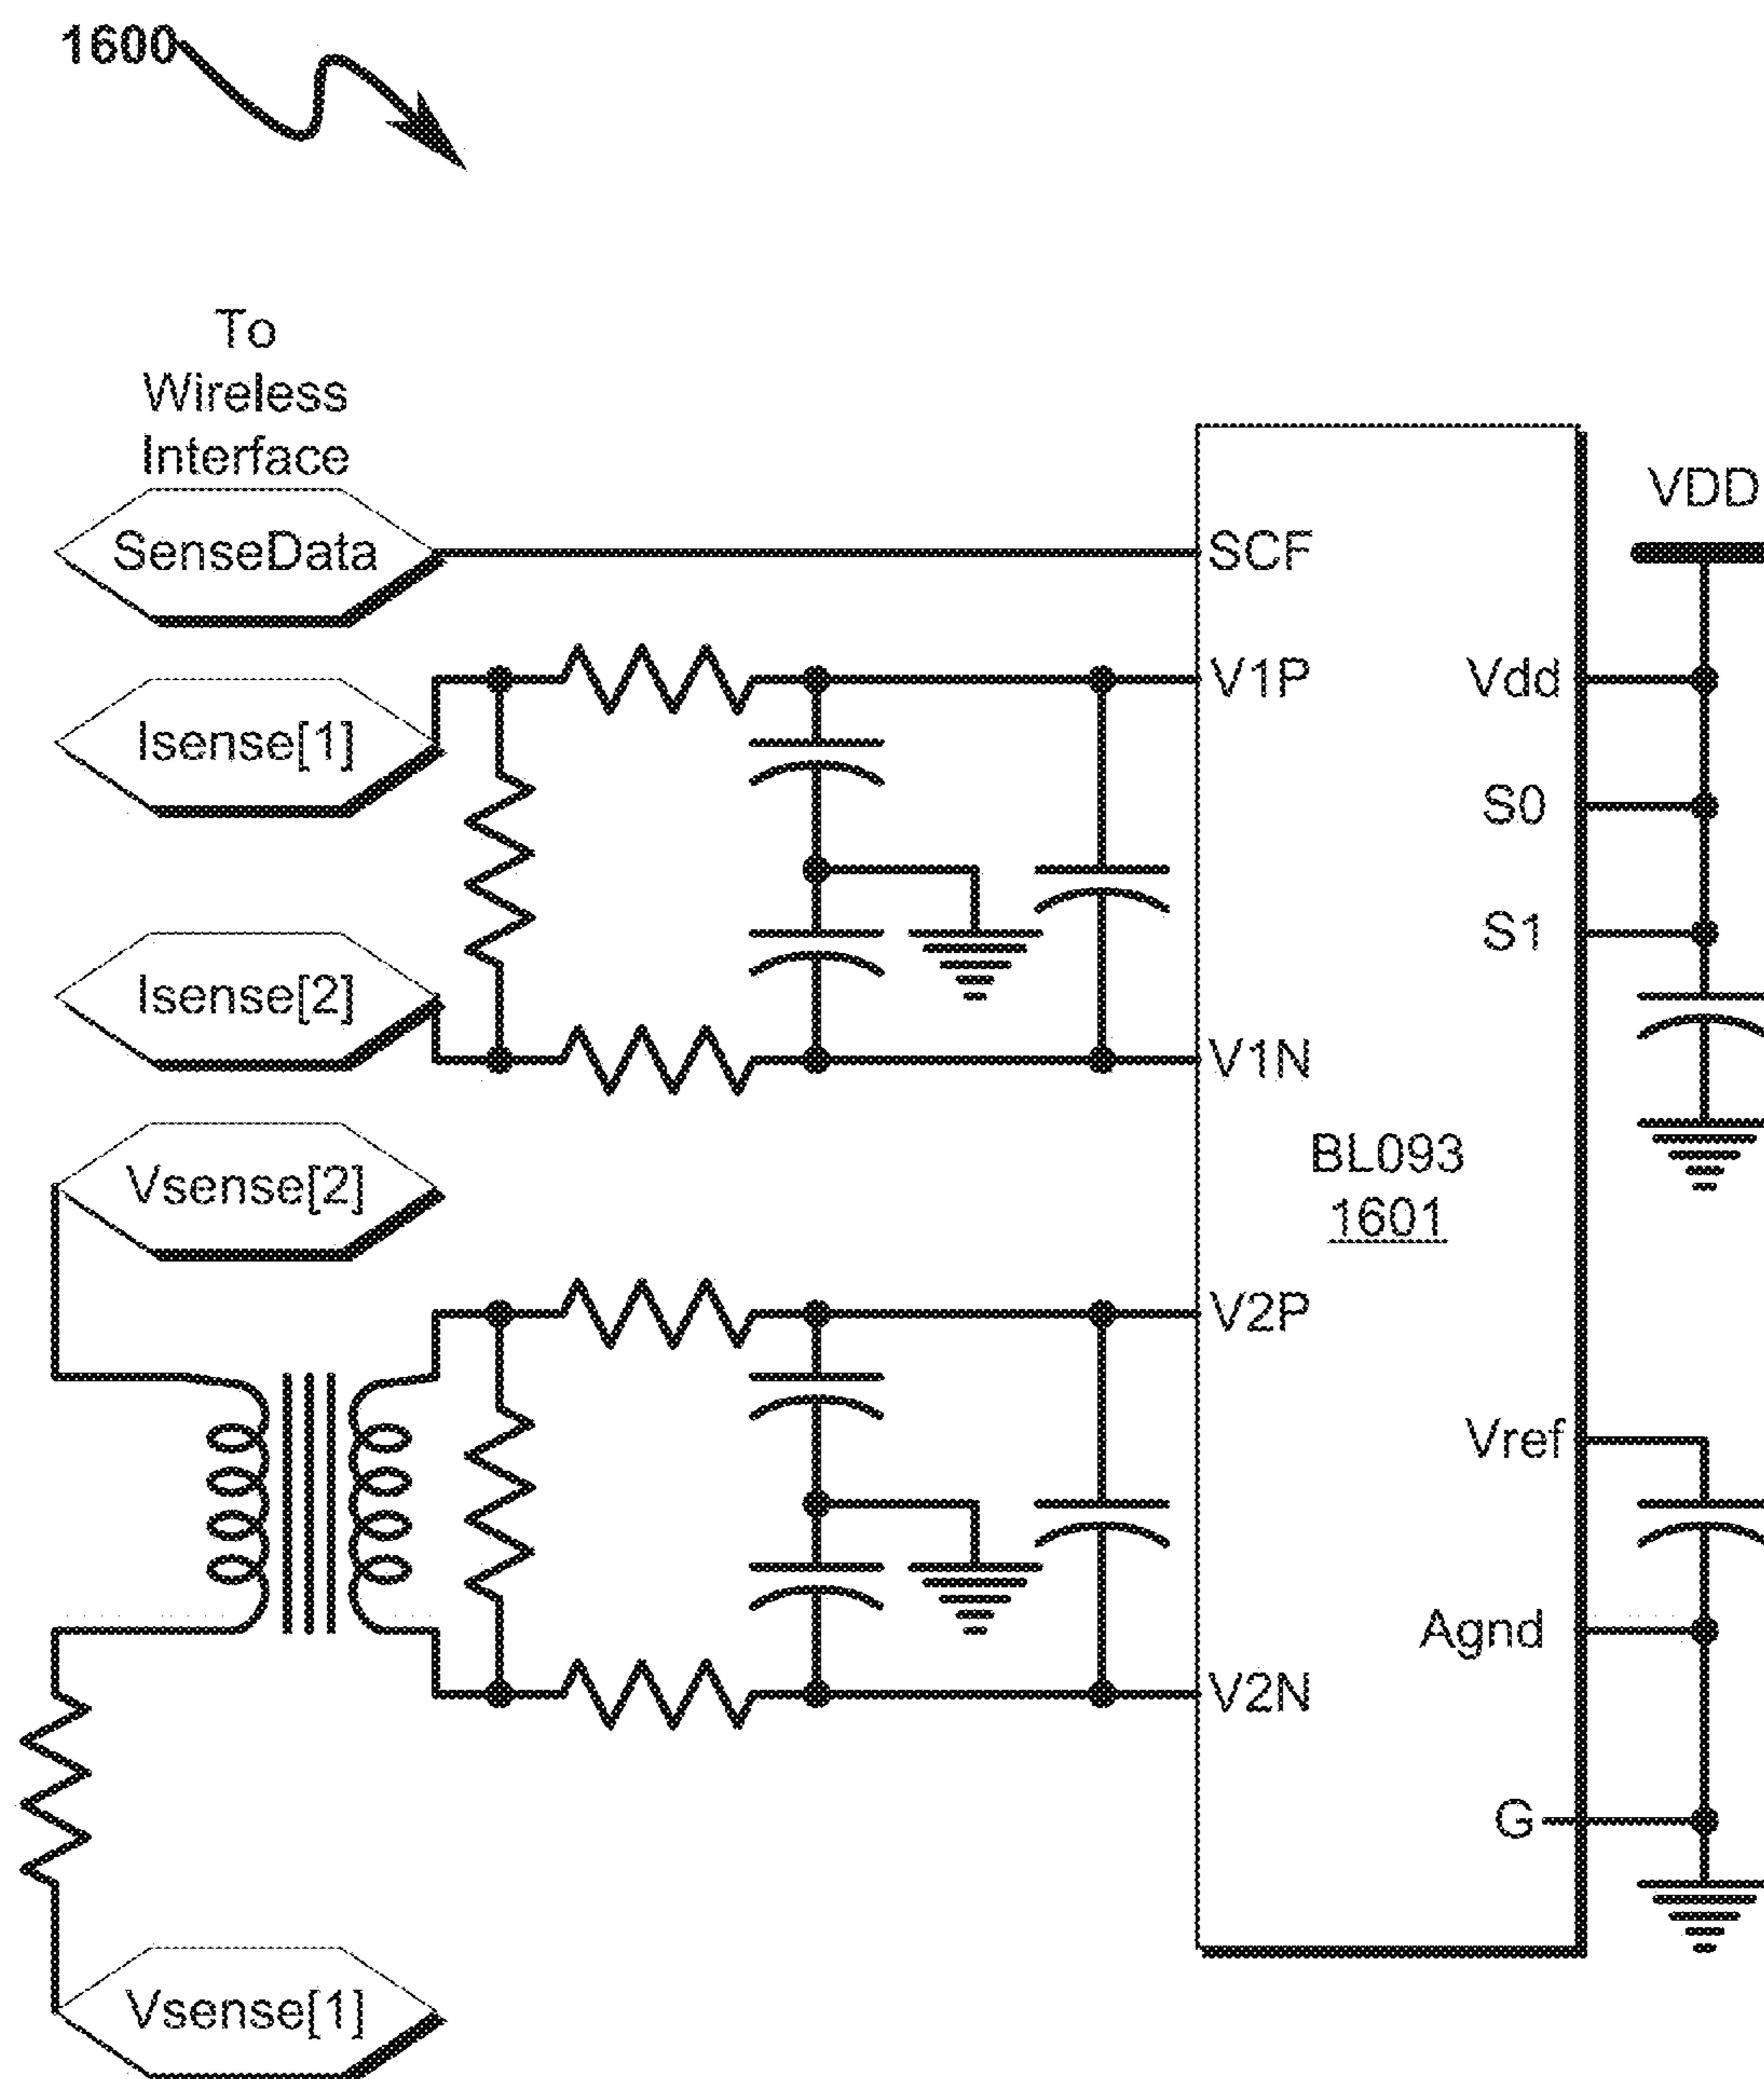 1600
To
Wireless
Interface
SenseData
Isense[1]
Isense[2]
Vsense[2]
Vsense[1]
SCF
V1P
V1N
BL093
1601
V2P
V2N
VDD
Vdd
S0
S1
Vref
Agnd
G